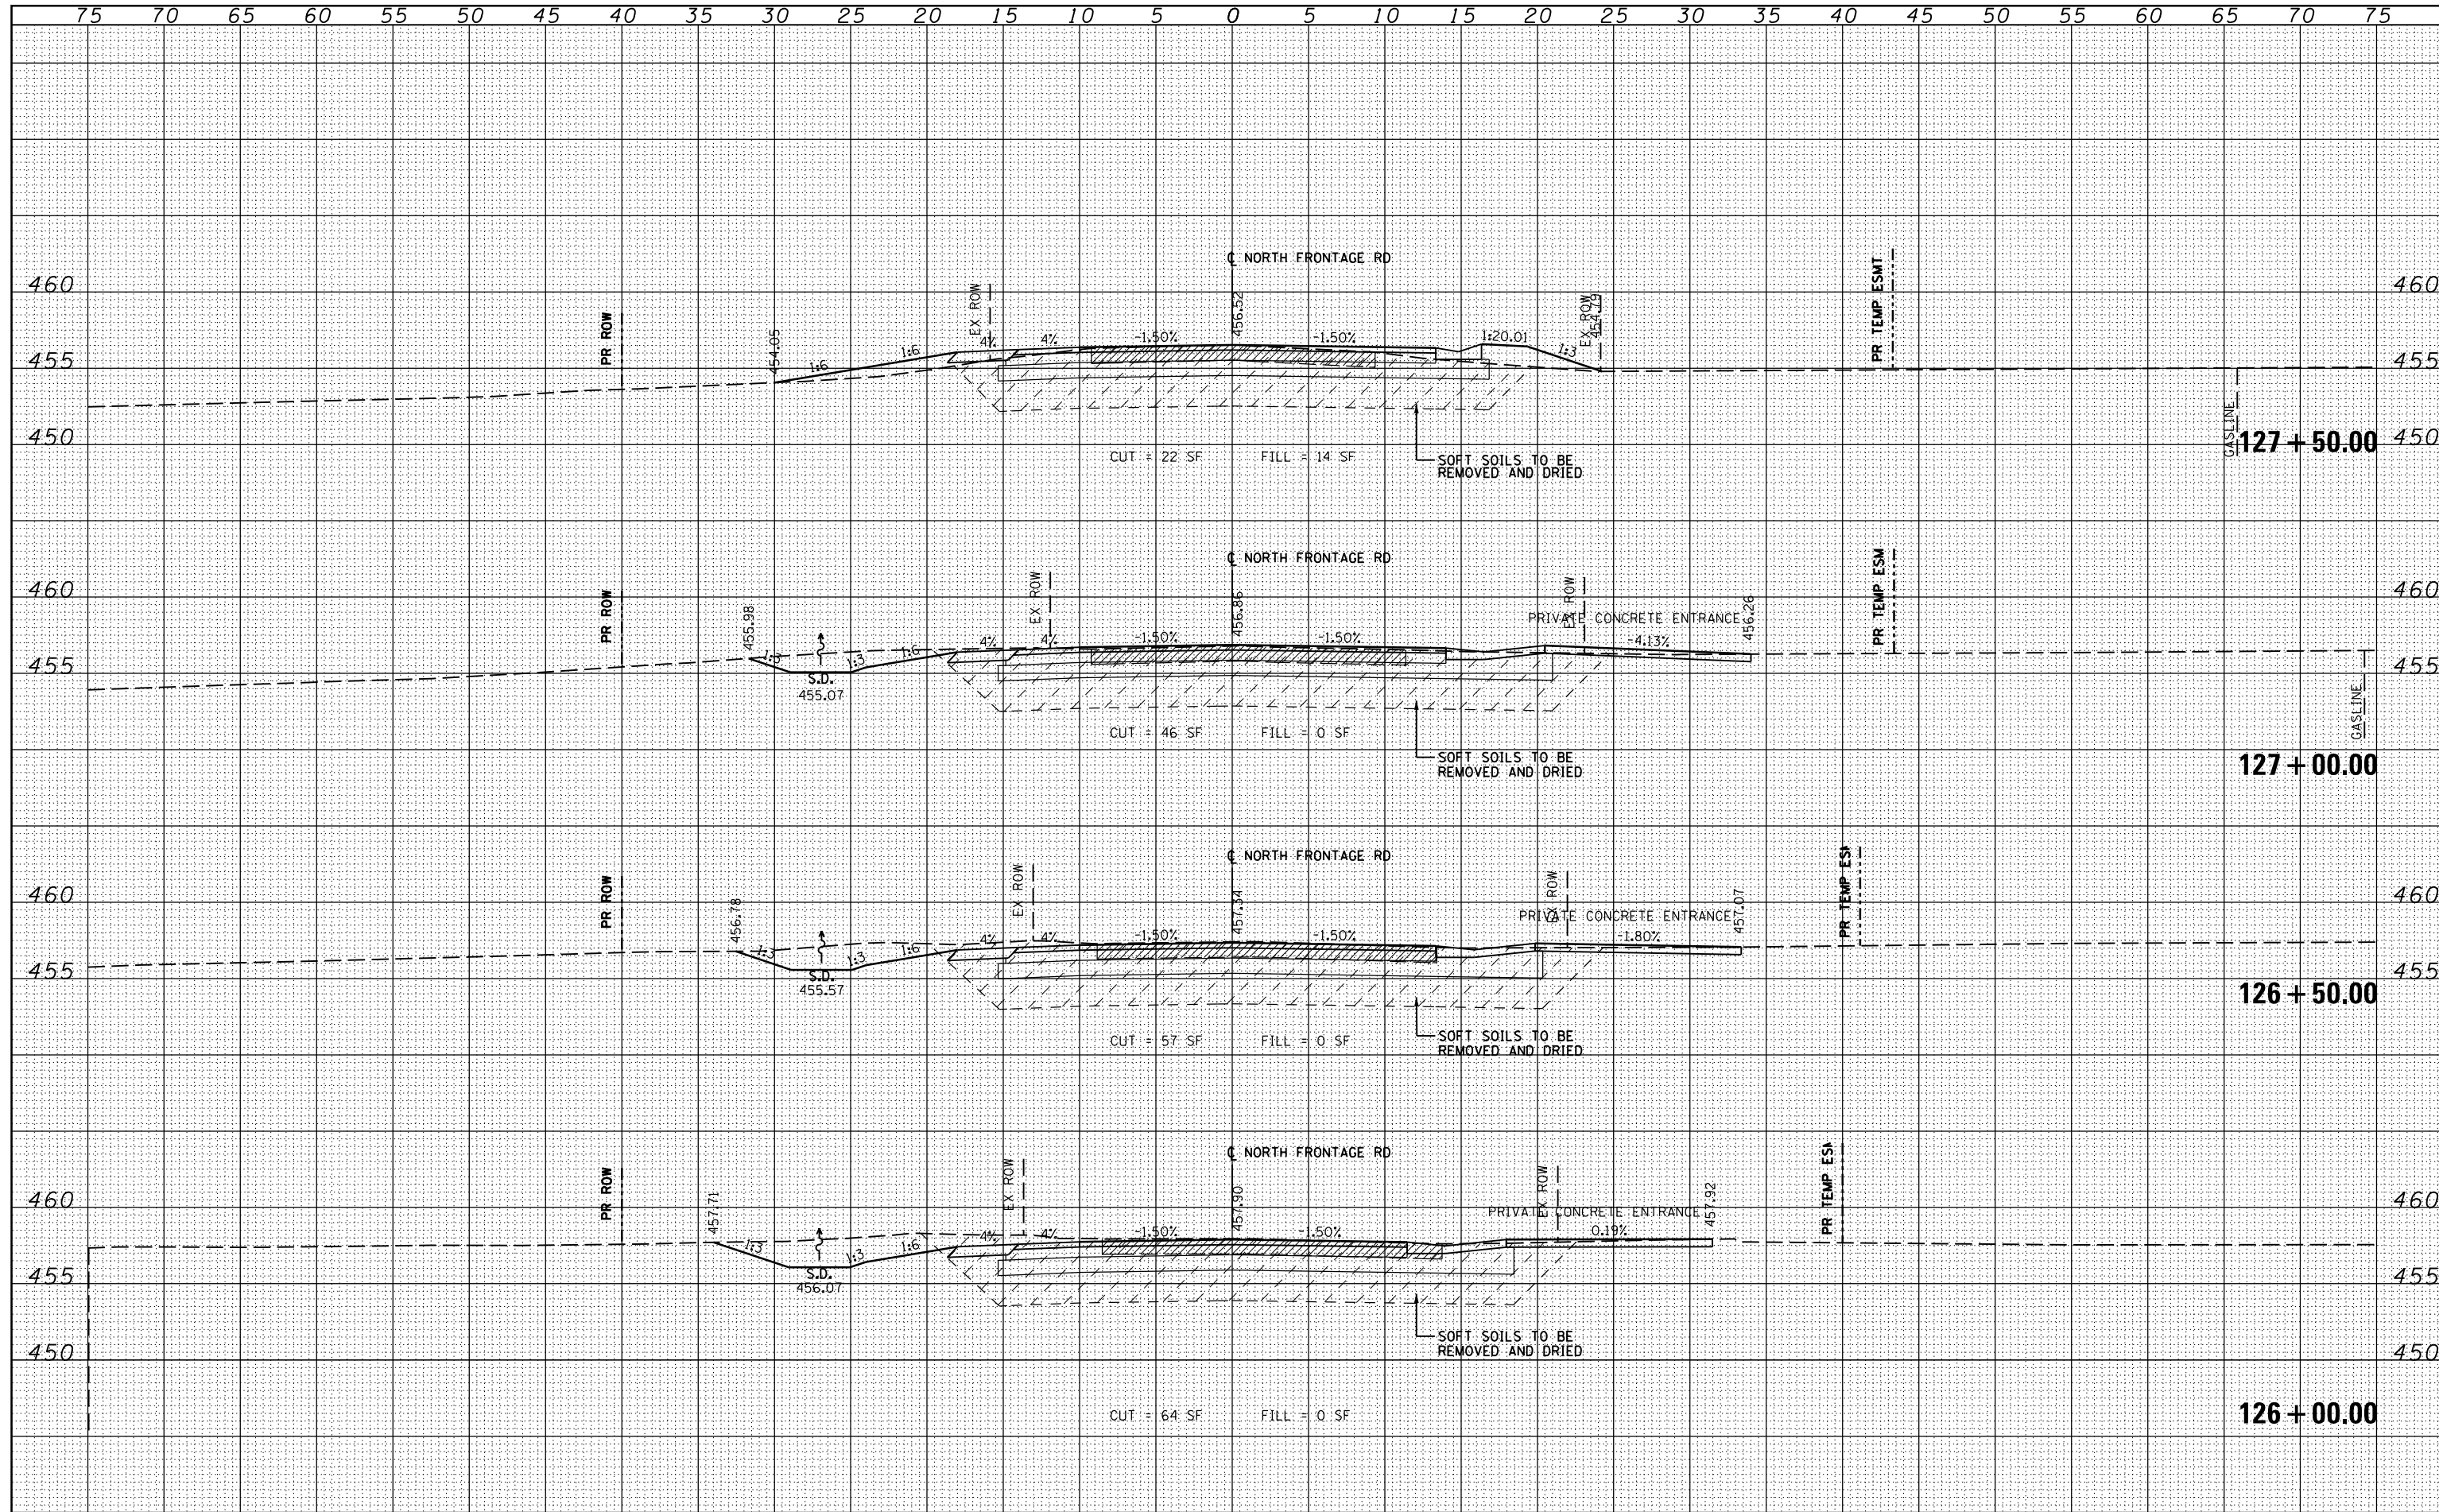 75 70 65 60 55 50 45 40 35 30 25 20 15 10 5 0 5 10 15 20 25 30 35 40 45 50 55 60 65 70 75
℄ NORTH FRONTAGE RD
460 460
PR ROW
454.05
EX ROW
456.52
EX ROW
454.79
PR TEMP ESMT
1:6
1:6
4%
4%
-1.50%
-1.50%
1:20.01
1:3
455 455
GASLINE
450 127+50.00 450
CUT = 22 SF FILL = 14 SF
SOFT SOILS TO BE
REMOVED AND DRIED
℄ NORTH FRONTAGE RD
460 460
PR ROW
455.98
EX ROW
456.86
EX ROW
PRIVATE CONCRETE ENTRANCE
456.26
PR TEMP ESM
1:3
1:3
1:6
4%
4%
-1.50%
-1.50%
-4.13%
455 455
S.D.
455.07
GASLINE
CUT = 46 SF FILL = 0 SF
SOFT SOILS TO BE
REMOVED AND DRIED
127+00.00
℄ NORTH FRONTAGE RD
460 460
PR ROW
456.78
EX ROW
457.34
EX ROW
PRIVATE CONCRETE ENTRANCE
457.07
PR TEMP ES
1:3
1:3
1:6
4%
4%
-1.50%
-1.50%
-1.80%
455 455
S.D.
455.57
126+50.00
CUT = 57 SF FILL = 0 SF
SOFT SOILS TO BE
REMOVED AND DRIED
℄ NORTH FRONTAGE RD
460 460
PR ROW
457.71
EX ROW
457.90
EX ROW
PRIVATE CONCRETE ENTRANCE
457.92
PR TEMP ES
1:3
1:3
1:6
4%
4%
-1.50%
-1.50%
0.19%
455 455
S.D.
456.07
SOFT SOILS TO BE
REMOVED AND DRIED
450 450
CUT = 64 SF FILL = 0 SF
126+00.00